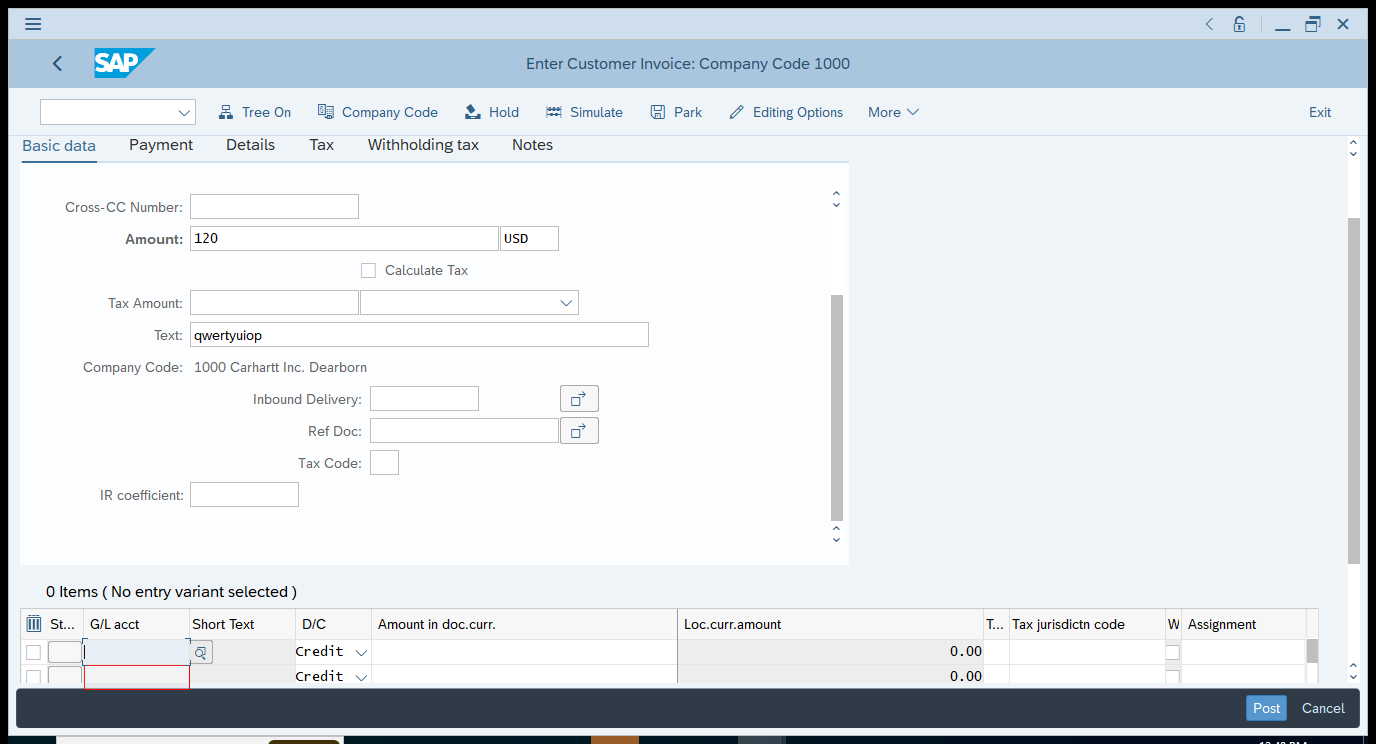 SAP
Enter Customer Invoice: Company Code 1000
Tree On Company Code Hold Simulate Park Editing Options More Exit
Basic data Payment Details Tax Withholding tax Notes
Cross-CC Number:
Amount: 120 USD
Calculate Tax
Tax Amount:
Text: qwertyuiop
Company Code: 1000 Carhartt Inc. Dearborn
Inbound Delivery:
Ref Doc:
Tax Code:
IR coefficient:
0 Items ( No entry variant selected )
St... G/L acct Short Text D/C Amount in doc.curr. Loc.curr.amount T... Tax jurisdictn code W Assignment
Credit 0.00
Credit 0.00
Post Cancel